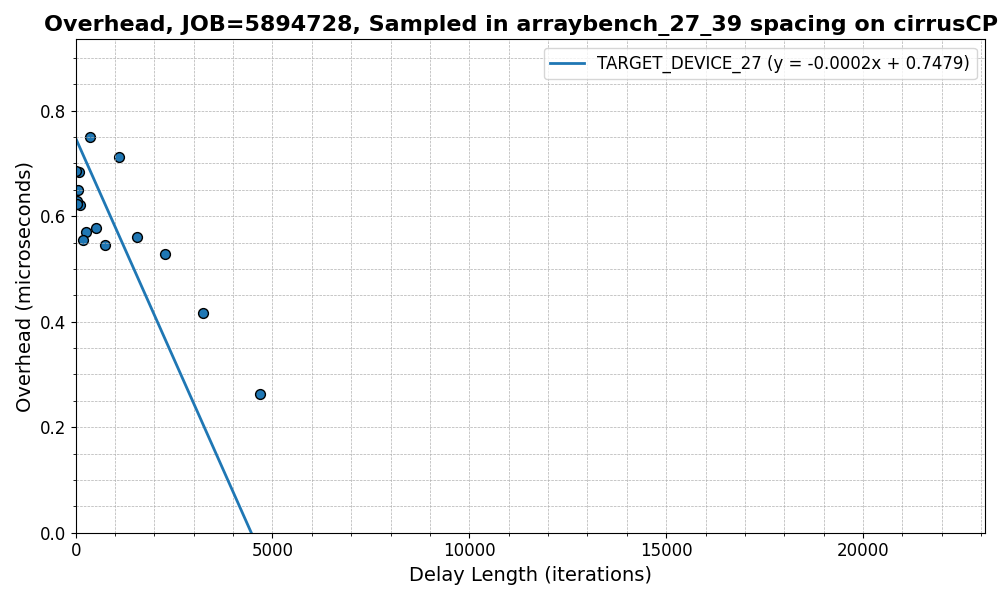 Overhead, JOB=5894728, Sampled in arraybench_27_39 spacing on cirrusCP
TARGET_DEVICE_27 (y = -0.0002x + 0.7479)
Overhead (microseconds)
0.8
0.6
0.4
0.2
0.0
0 5000 10000 15000 20000
Delay Length (iterations)